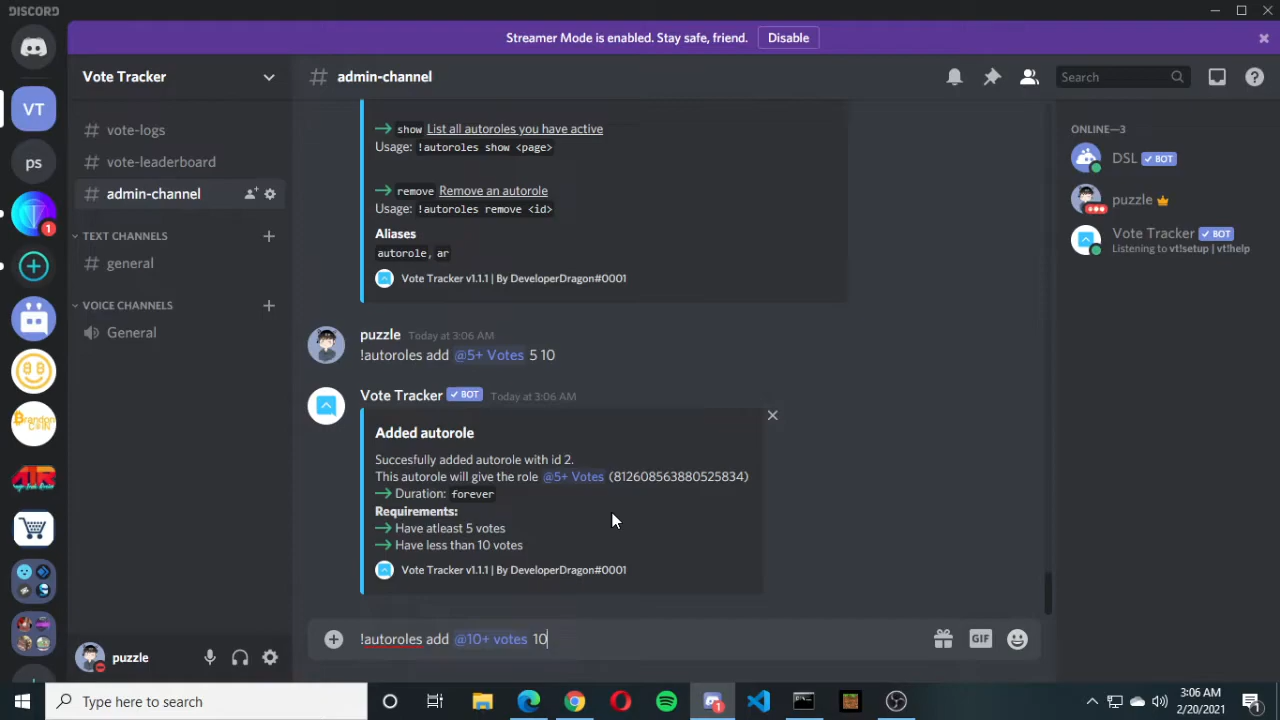 DISCORD
Streamer Mode is enabled. Stay safe, friend.
Disable
Vote Tracker
# admin-channel
Search
VT
ps
1
# vote-logs
# vote-leaderboard
# admin-channel
TEXT CHANNELS
# general
VOICE CHANNELS
General
show List all autoroles you have active
Usage: !autoroles show <page>
remove Remove an autorole
Usage: !autoroles remove <id>
Aliases
autorole, ar
Vote Tracker v1.1.1 | By DeveloperDragon#0001
puzzle Today at 3:06 AM
!autoroles add @5+ Votes 5 10
Vote Tracker BOT Today at 3:06 AM
Added autorole
Succesfully added autorole with id 2.
This autorole will give the role @5+ Votes (812608563880525834)
Duration: forever
Requirements:
Have atleast 5 votes
Have less than 10 votes
Vote Tracker v1.1.1 | By DeveloperDragon#0001
!autoroles add @10+ votes 10
GIF
ONLINE—3
DSL BOT
puzzle
Vote Tracker BOT
Listening to vt!setup | vt!help
puzzle
Type here to search
1
3:06 AM
2/20/2021
1